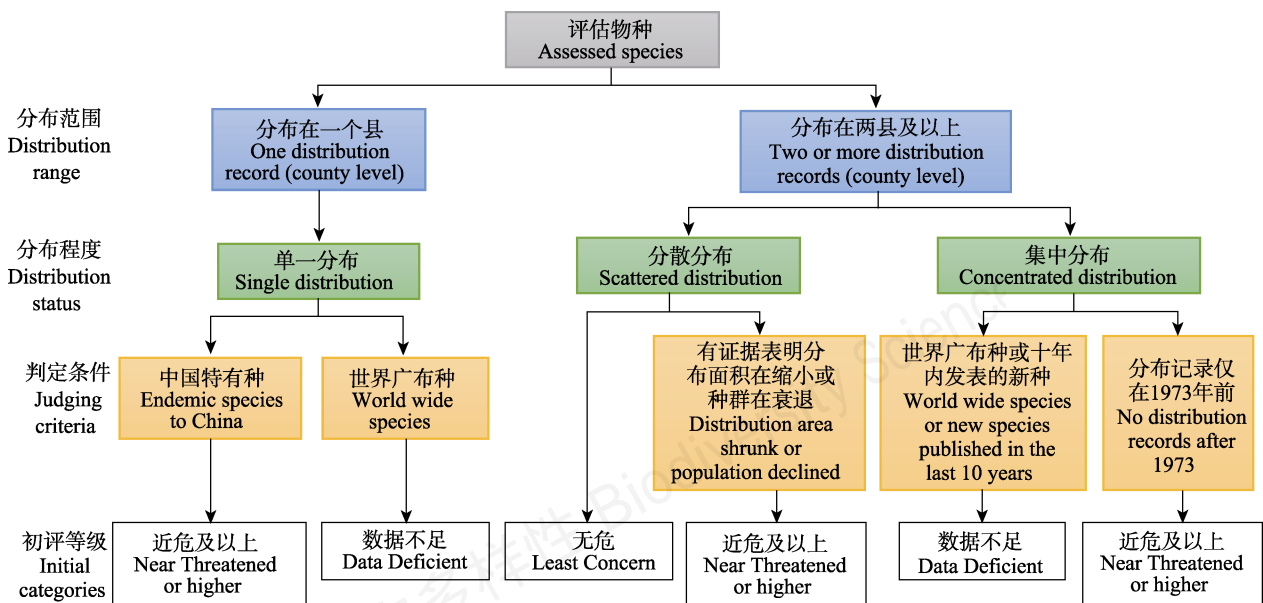 评估物种
Assessed species
分布范围
Distribution
range
分布在一个县
One distribution
record (county level)
分布在两县及以上
Two or more distribution
records (county level)
分布程度
Distribution
status
单一分布
Single distribution
分散分布
Scattered distribution
集中分布
Concentrated distribution
判定条件
Judging
criteria
中国特有种
Endemic species
to China
世界广布种
World wide
species
有证据表明分
布面积在缩小或
种群在衰退
Distribution area
shrunk or
population declined
世界广布种或十年
内发表的新种
World wide species
or new species
published in the
last 10 years
分布记录仅
在1973年前
No distribution
records after
1973
初评等级
Initial
categories
近危及以上
Near Threatened
or higher
数据不足
Data Deficient
无危
Least Concern
近危及以上
Near Threatened
or higher
数据不足
Data Deficient
近危及以上
Near Threatened
or higher
多样性 Biodiversity Science